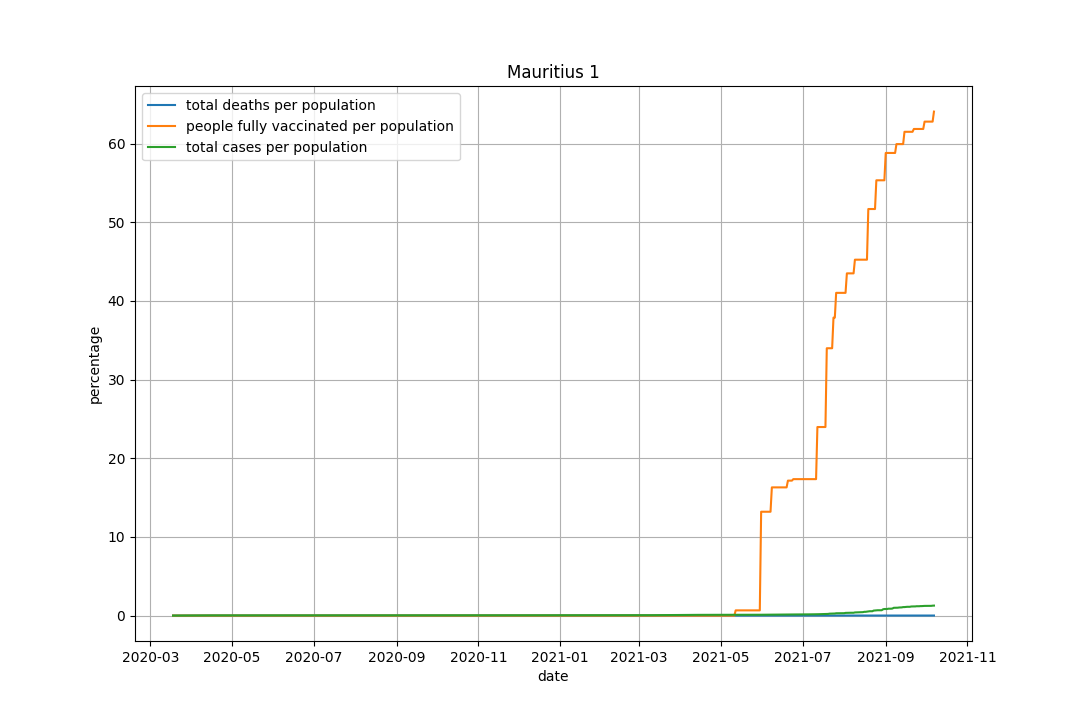 Mauritius 1
total deaths per population
people fully vaccinated per population
total cases per population
percentage
60
50
40
30
20
10
0
2020-03 2020-05 2020-07 2020-09 2020-11 2021-01 2021-03 2021-05 2021-07 2021-09 2021-11
date